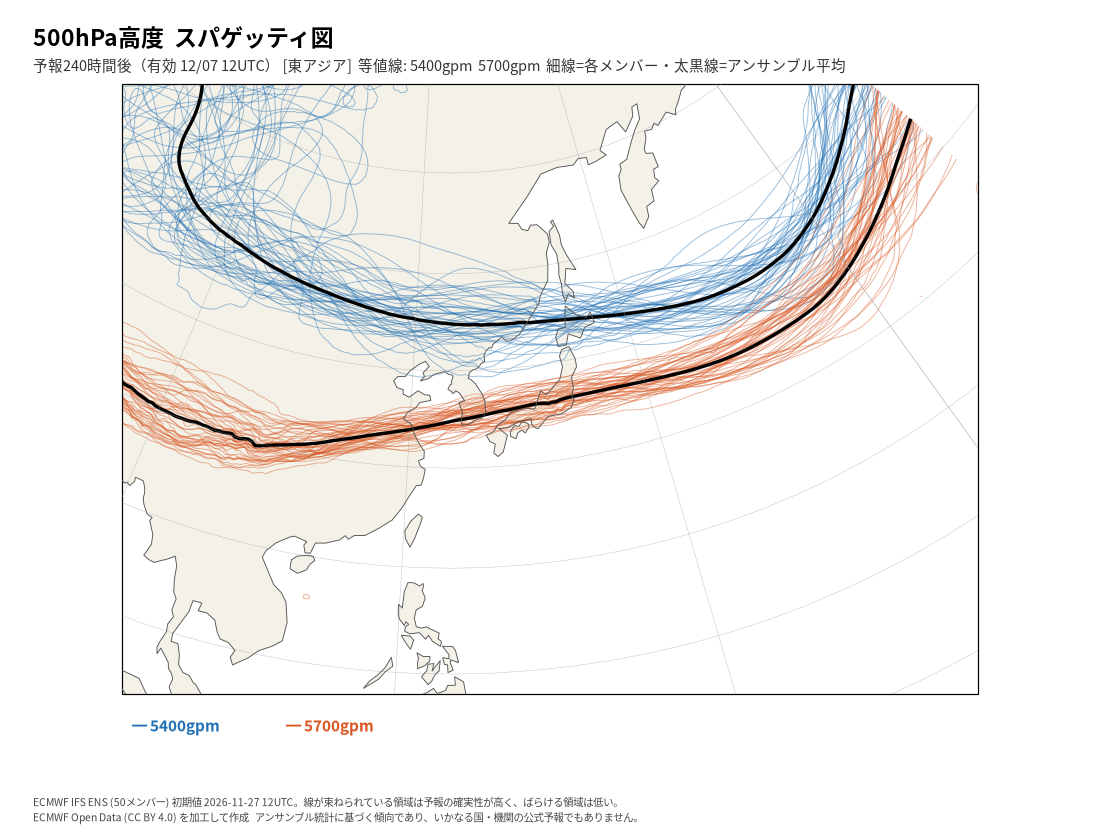 500hPa高度 スパゲッティ図
予報240時間後（有効 12/07 12UTC） [東アジア] 等値線: 5400gpm 5700gpm 細線=各メンバー・太黒線=アンサンブル平均
5400gpm
5700gpm
ECMWF IFS ENS (50メンバー) 初期値 2026-11-27 12UTC。線が束ねられている領域は予報の確実性が高く、ばらける領域は低い。
ECMWF Open Data (CC BY 4.0) を加工して作成 アンサンブル統計に基づく傾向であり、いかなる国・機関の公式予報でもありません。